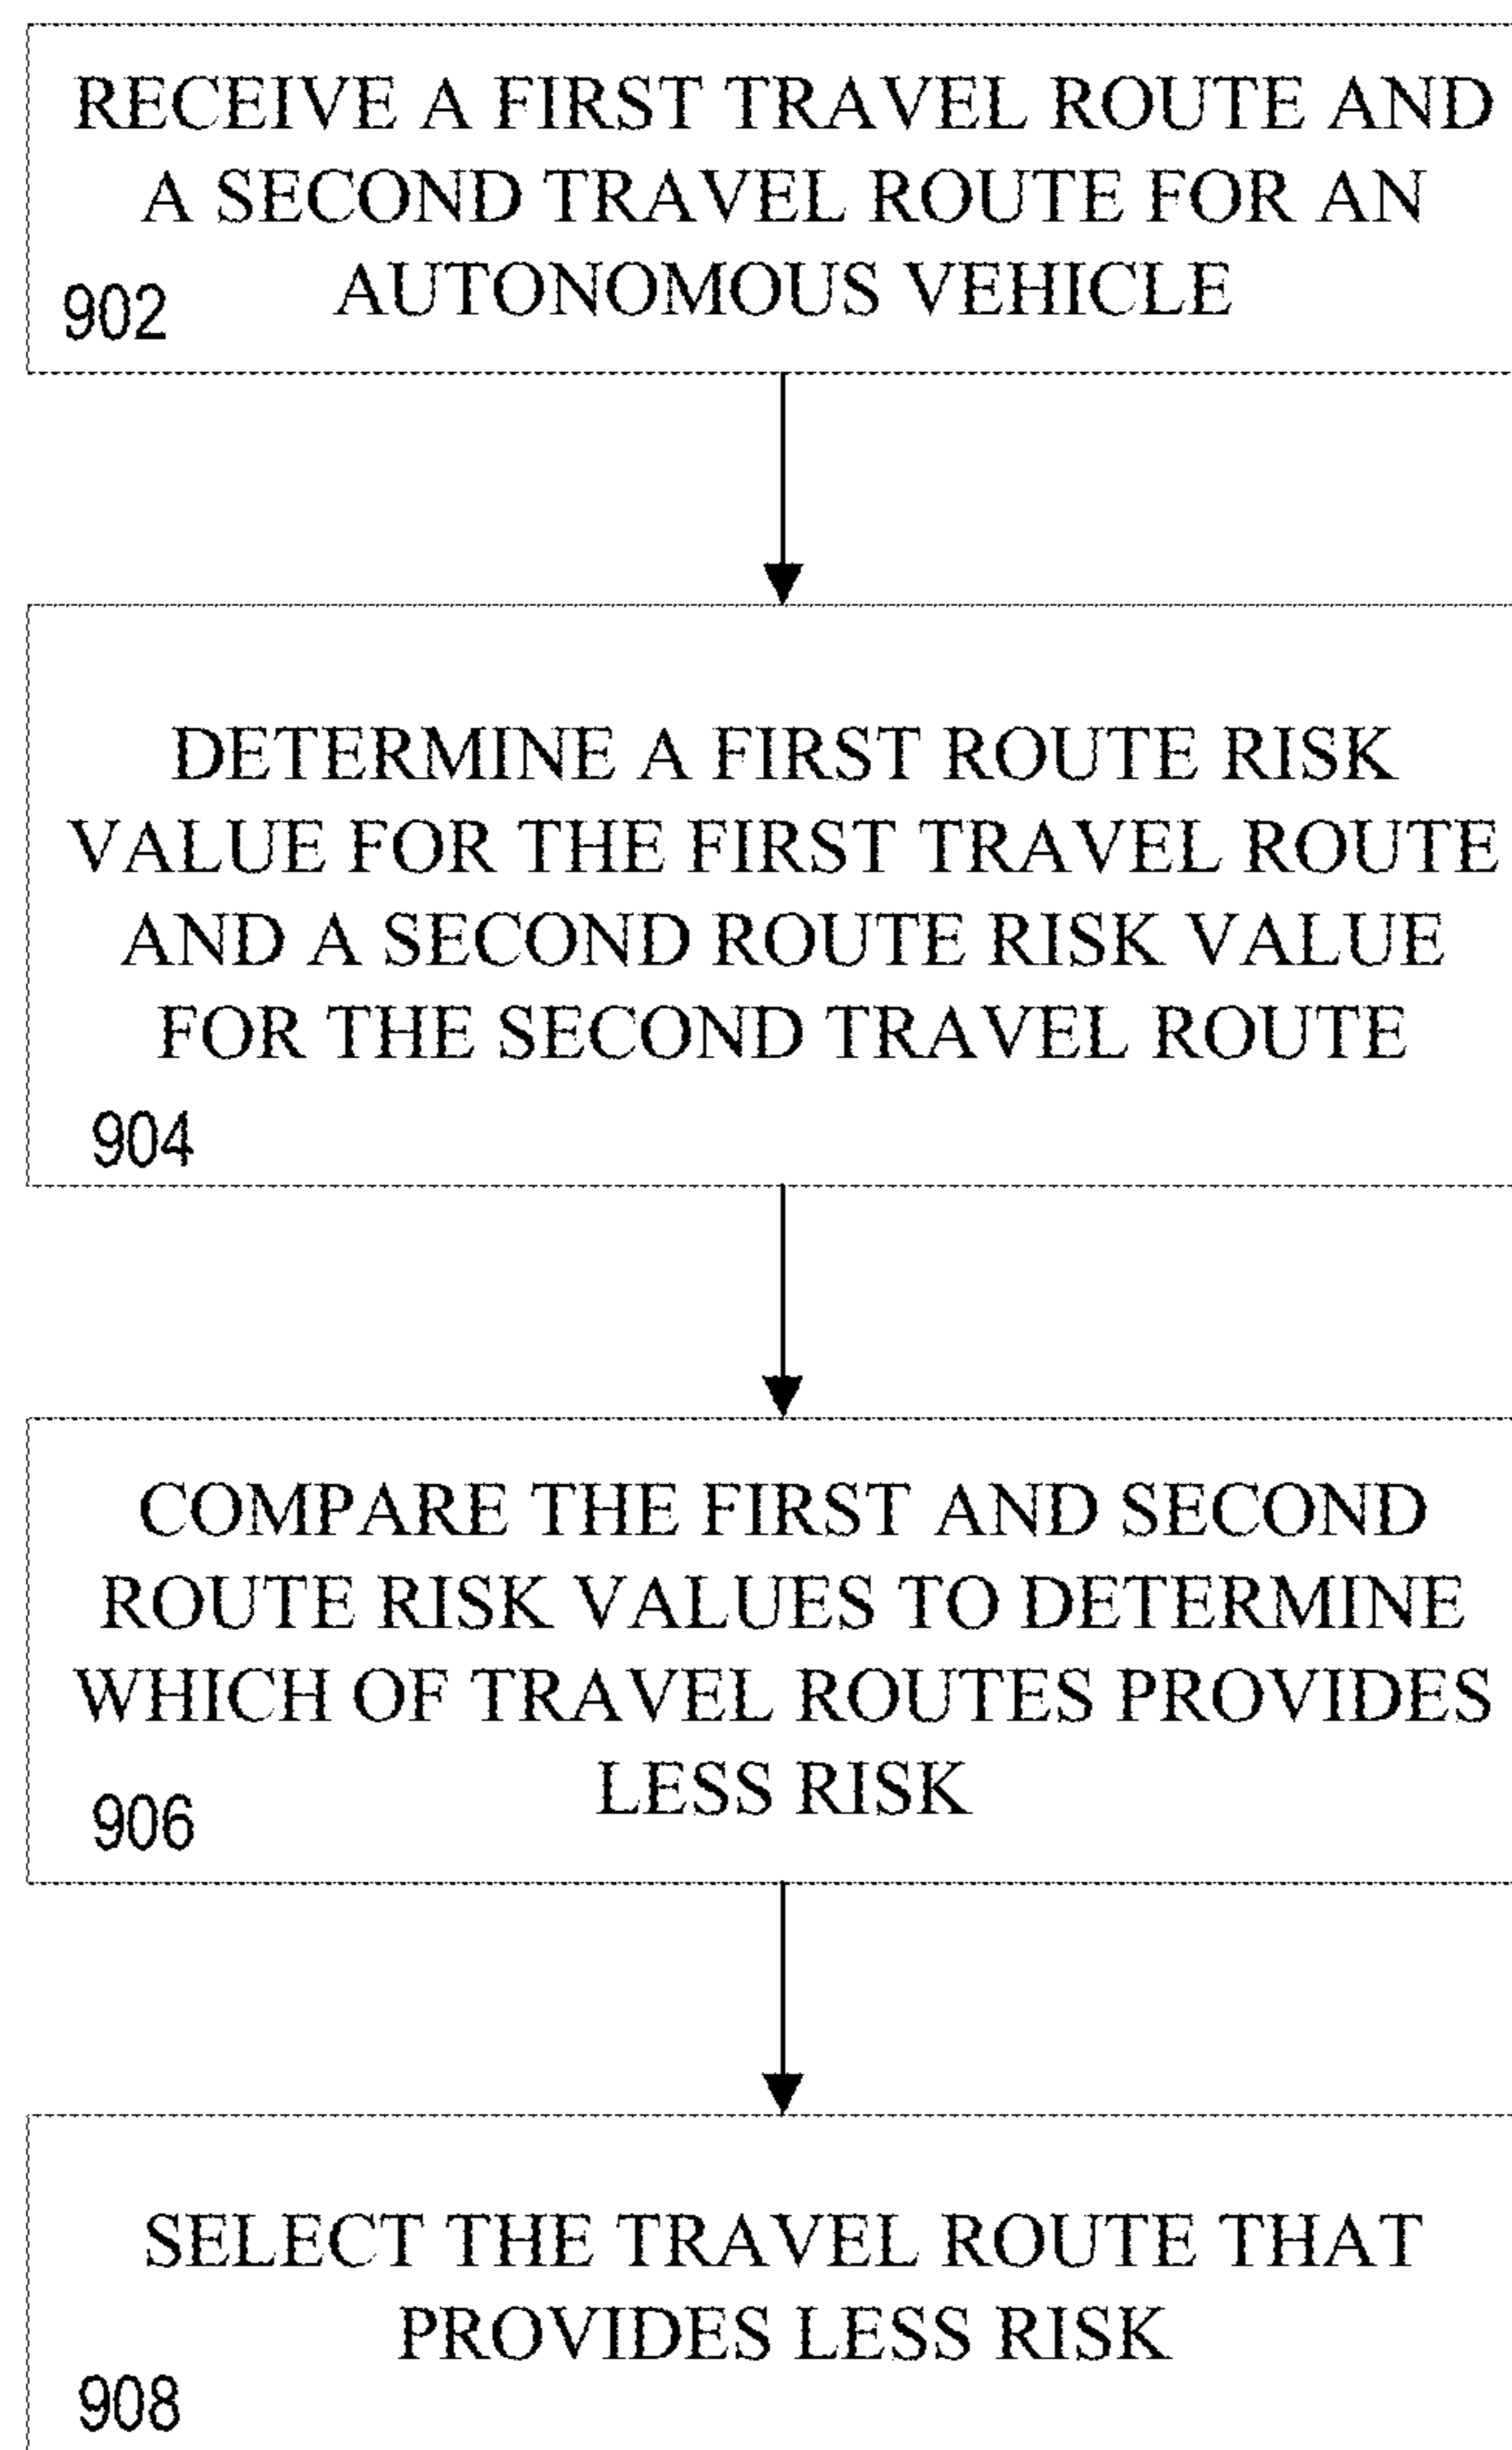 RECEIVE A FIRST TRAVEL ROUTE AND
A SECOND TRAVEL ROUTE FOR AN
AUTONOMOUS VEHICLE
902
DETERMINE A FIRST ROUTE RISK
VALUE FOR THE FIRST TRAVEL ROUTE
AND A SECOND ROUTE RISK VALUE
FOR THE SECOND TRAVEL ROUTE
904
COMPARE THE FIRST AND SECOND
ROUTE RISK VALUES TO DETERMINE
WHICH OF TRAVEL ROUTES PROVIDES
LESS RISK
906
SELECT THE TRAVEL ROUTE THAT
PROVIDES LESS RISK
908